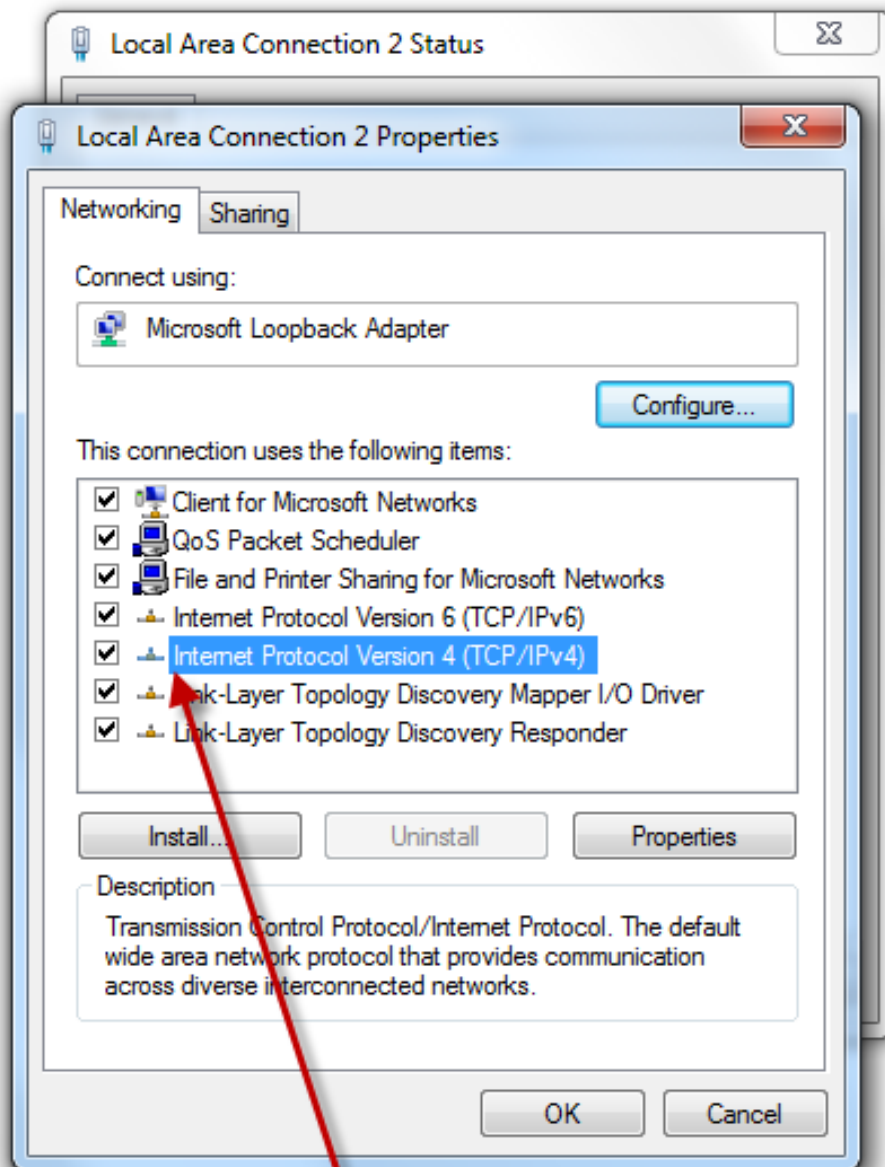 Local Area Connection 2 Status
Local Area Connection 2 Properties
Networking
Sharing
Connect using:
Microsoft Loopback Adapter
Configure...
This connection uses the following items:
Client for Microsoft Networks
QoS Packet Scheduler
File and Printer Sharing for Microsoft Networks
Internet Protocol Version 6 (TCP/IPv6)
Internet Protocol Version 4 (TCP/IPv4)
Link-Layer Topology Discovery Mapper I/O Driver
Link-Layer Topology Discovery Responder
Install...
Uninstall
Properties
Description
Transmission Control Protocol/Internet Protocol. The default
wide area network protocol that provides communication
across diverse interconnected networks.
OK
Cancel